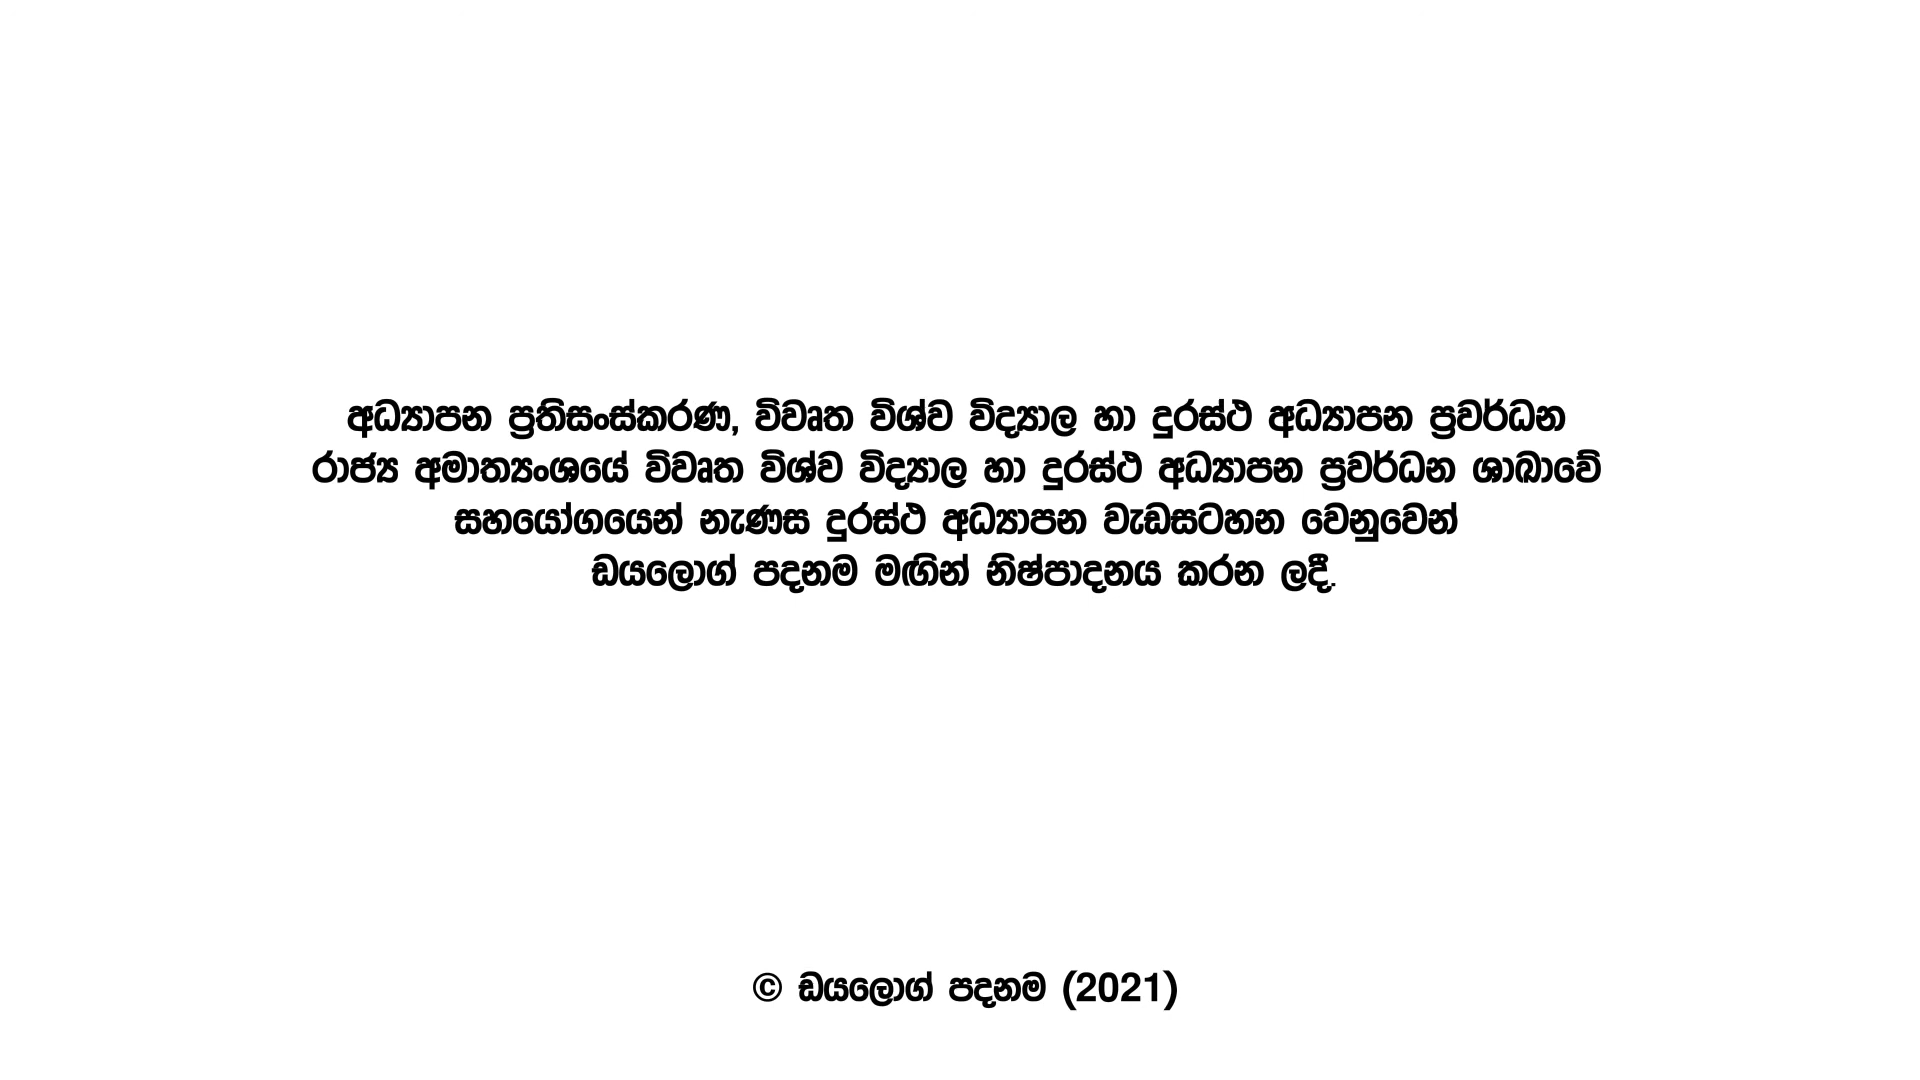 අධ්‍යාපන ප්‍රතිසංස්කරණ, විවෘත විශ්ව විද්‍යාල හා දුරස්ථ අධ්‍යාපන ප්‍රවර්ධන
රාජ්‍ය අමාත්‍යංශයේ විවෘත විශ්ව විද්‍යාල හා දුරස්ථ අධ්‍යාපන ප්‍රවර්ධන ශාඛාවේ
සහයෝගයෙන් නැණස දුරස්ථ අධ්‍යාපන වැඩසටහන වෙනුවෙන්
ඩයලොග් පදනම මඟින් නිෂ්පාදනය කරන ලදී.
© ඩයලොග් පදනම (2021)